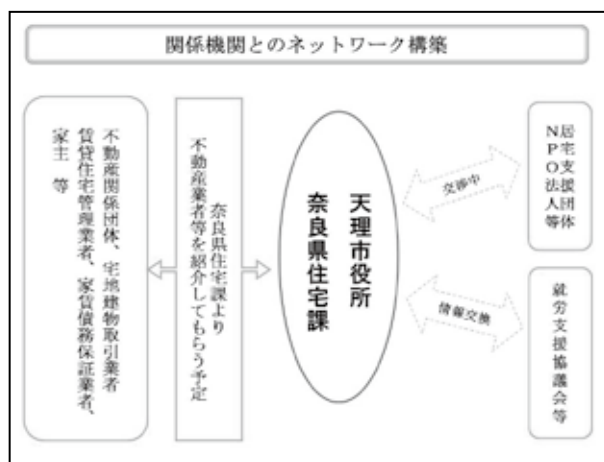 関係機関とのネットワーク構築
不動産関係団体、宅地建物取引業者
賃貸住宅管理業者、家賃債務保証業者、
家主　等
奈良県住宅課より
不動産業者等を紹介してもらう予定
天理市役所
奈良県住宅課
交渉中
居宅支援団体
NPO法人等
情報交換
就労支援協議会等